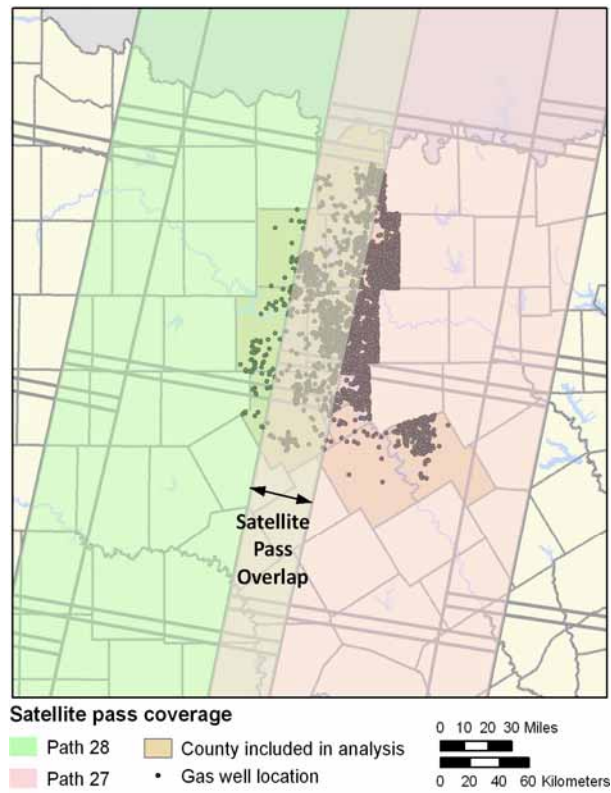 Satellite
Pass
Overlap
Satellite pass coverage
Path 28
County included in analysis
Path 27
Gas well location
0 10 20 30 Miles
0 20 40 60 Kilometers